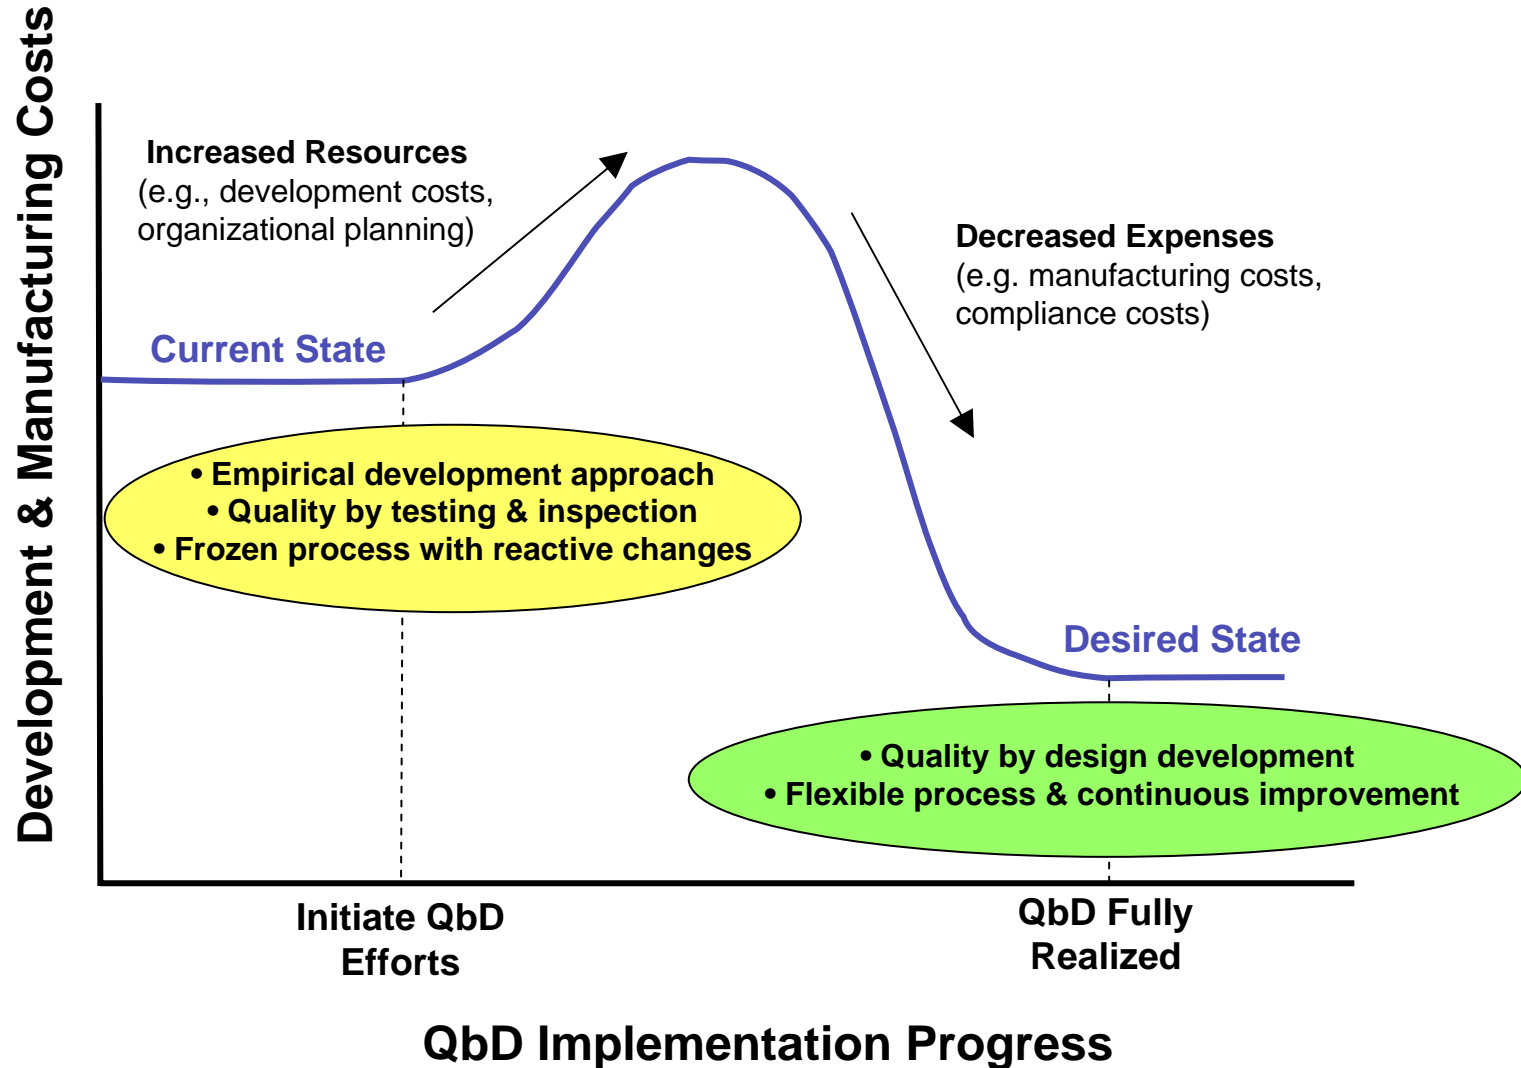 Development & Manufacturing Costs
Increased Resources
(e.g., development costs,
organizational planning)
Decreased Expenses
(e.g. manufacturing costs,
compliance costs)
Current State
• Empirical development approach
• Quality by testing & inspection
• Frozen process with reactive changes
Desired State
• Quality by design development
• Flexible process & continuous improvement
Initiate QbD
Efforts
QbD Fully
Realized
QbD Implementation Progress